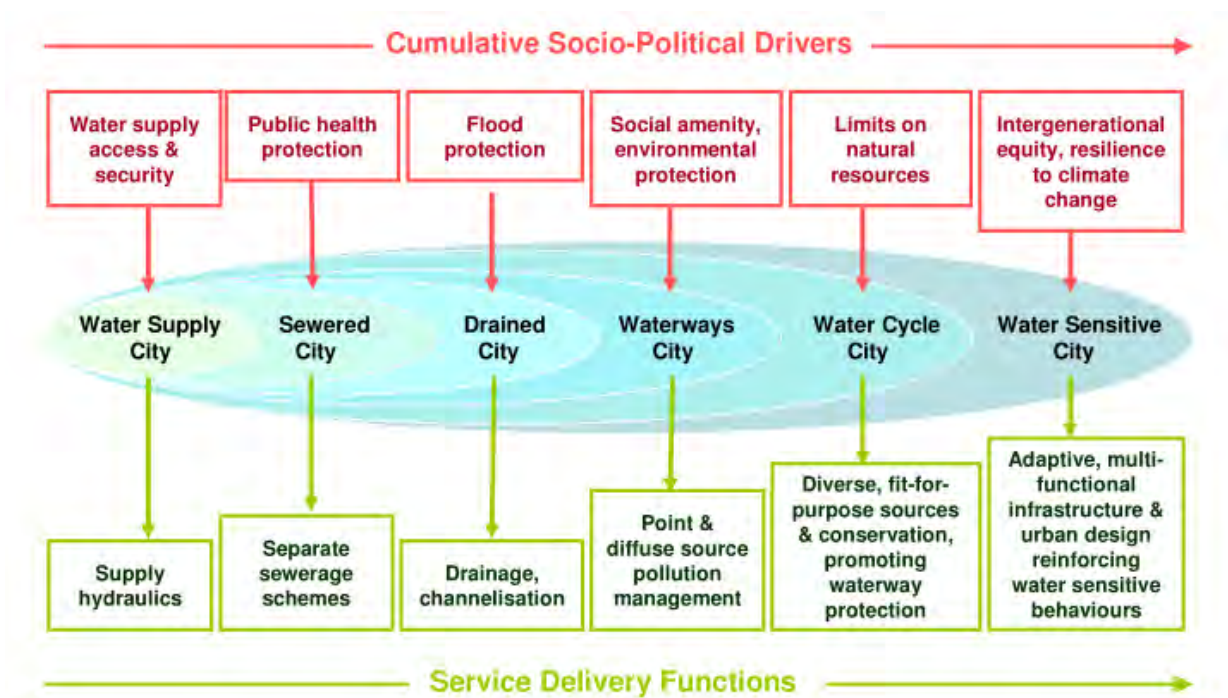 Cumulative Socio-Political Drivers
Water supply
access &
security
Public health
protection
Flood
protection
Social amenity,
environmental
protection
Limits on
natural
resources
Intergenerational
equity, resilience
to climate
change
Water Supply
City
Sewered
City
Drained
City
Waterways
City
Water Cycle
City
Water Sensitive
City
Supply
hydraulics
Separate
sewerage
schemes
Drainage,
channelisation
Point &
diffuse source
pollution
management
Diverse, fit-for-
purpose sources
& conservation,
promoting
waterway
protection
Adaptive, multi-
functional
infrastructure &
urban design
reinforcing
water sensitive
behaviours
Service Delivery Functions